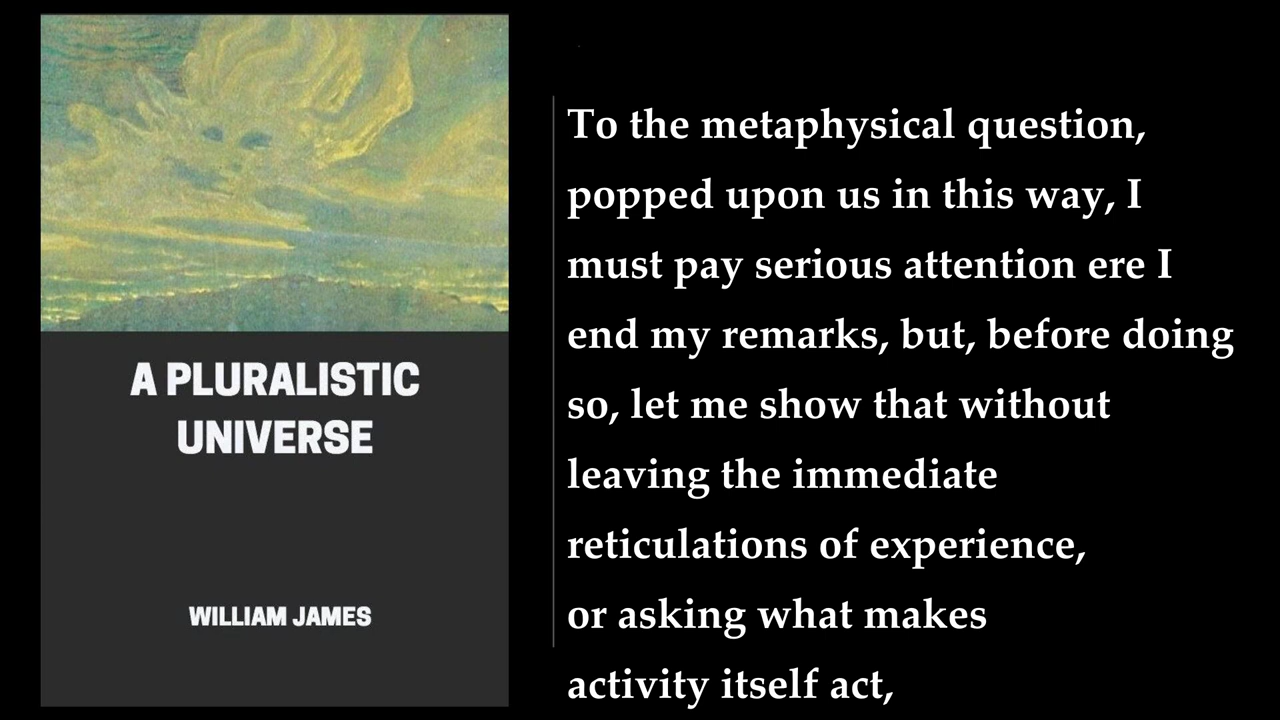 A PLURALISTIC
UNIVERSE
WILLIAM JAMES
To the metaphysical question,
popped upon us in this way, I
must pay serious attention ere I
end my remarks, but, before doing
so, let me show that without
leaving the immediate
reticulations of experience,
or asking what makes
activity itself act,